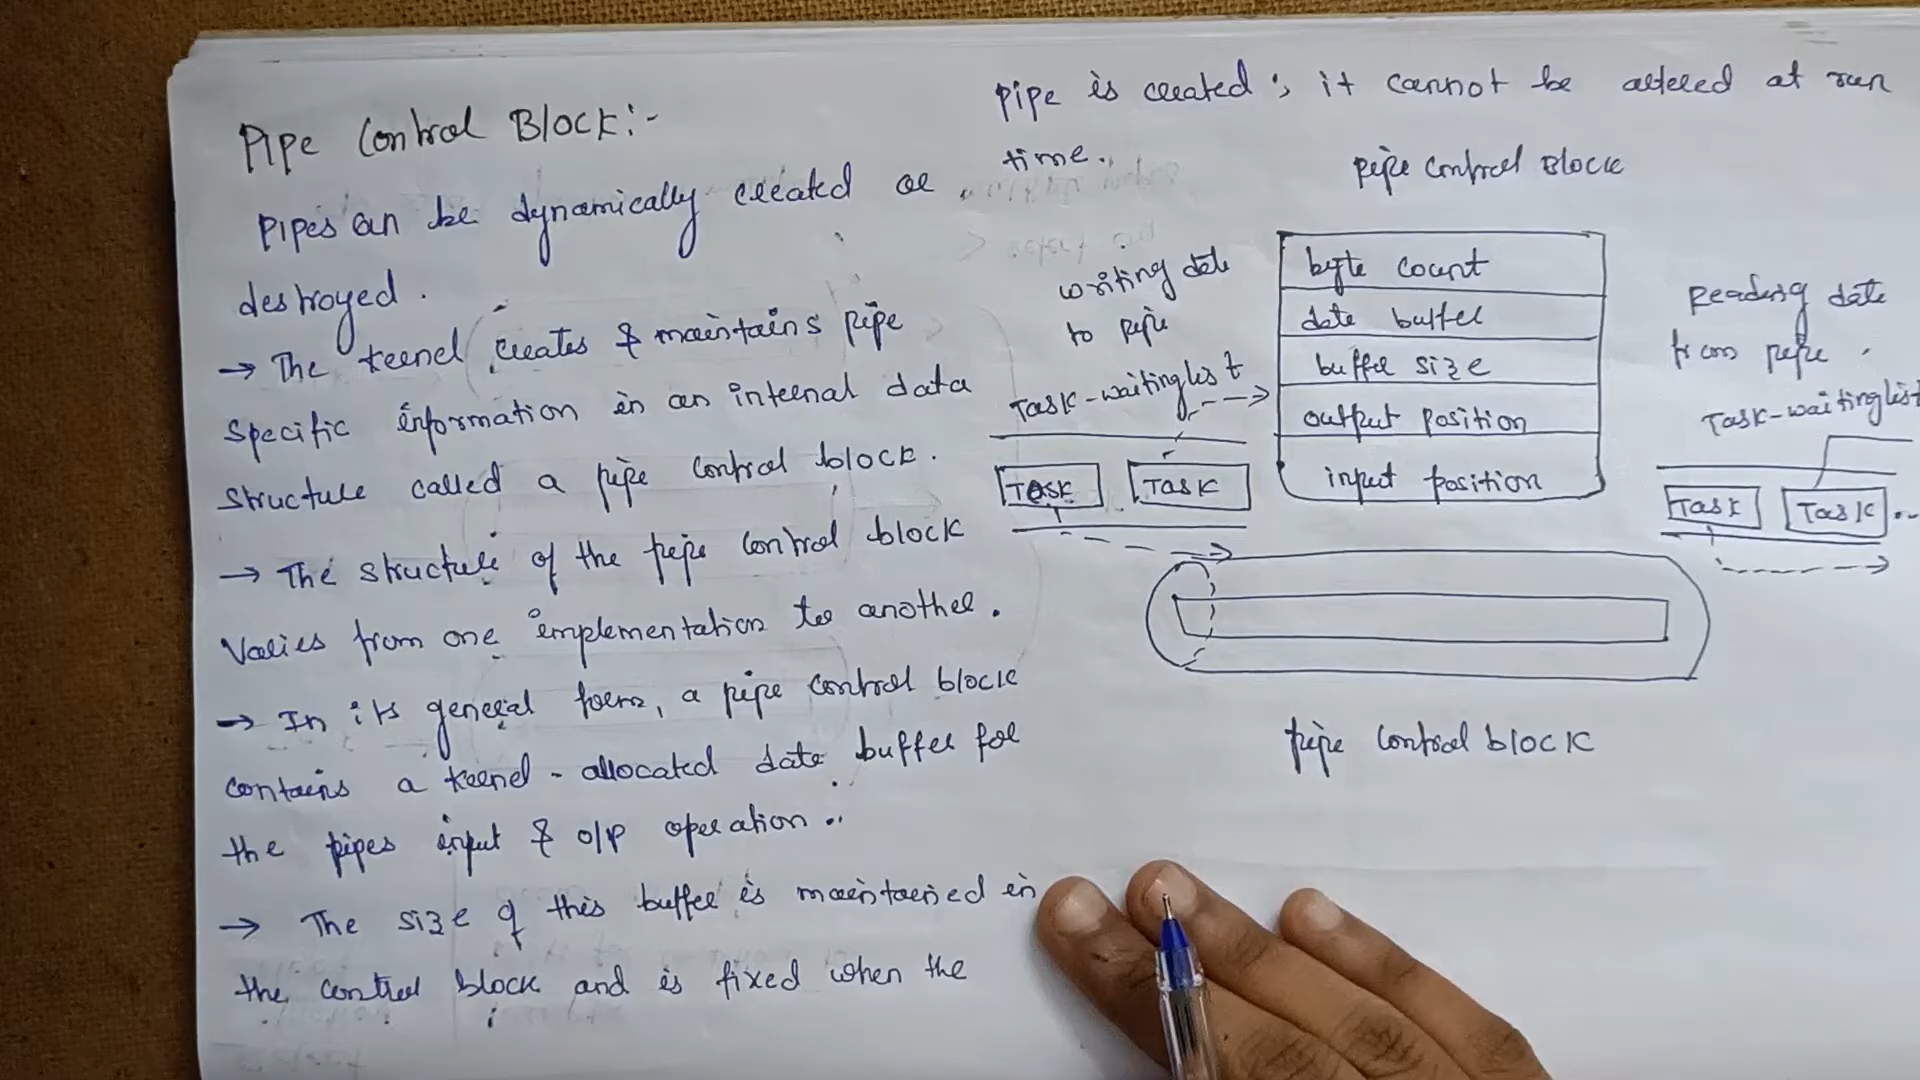 Pipe Control Block:-
Pipes can be dynamically created or
destroyed.
→ The kernel creates & maintains pipe
specific information in an internal data
structure called a pipe control block.
→ The structure of the pipe control block
varies from one implementation to another.
→ In its general form, a pipe control block
contains a kernel - allocated data buffer for
the pipes input & o/p operation..
→ The size of this buffer is maintained in
the control block and is fixed when the
pipe is created; it cannot be altered at run
time.
pipe control Block
writing data
to pipe
Task-waiting list
Task
Task
byte count
data buffer
buffer size
output position
input position
Reading data
from pipe.
Task-waiting list
Task
Task
pipe control block